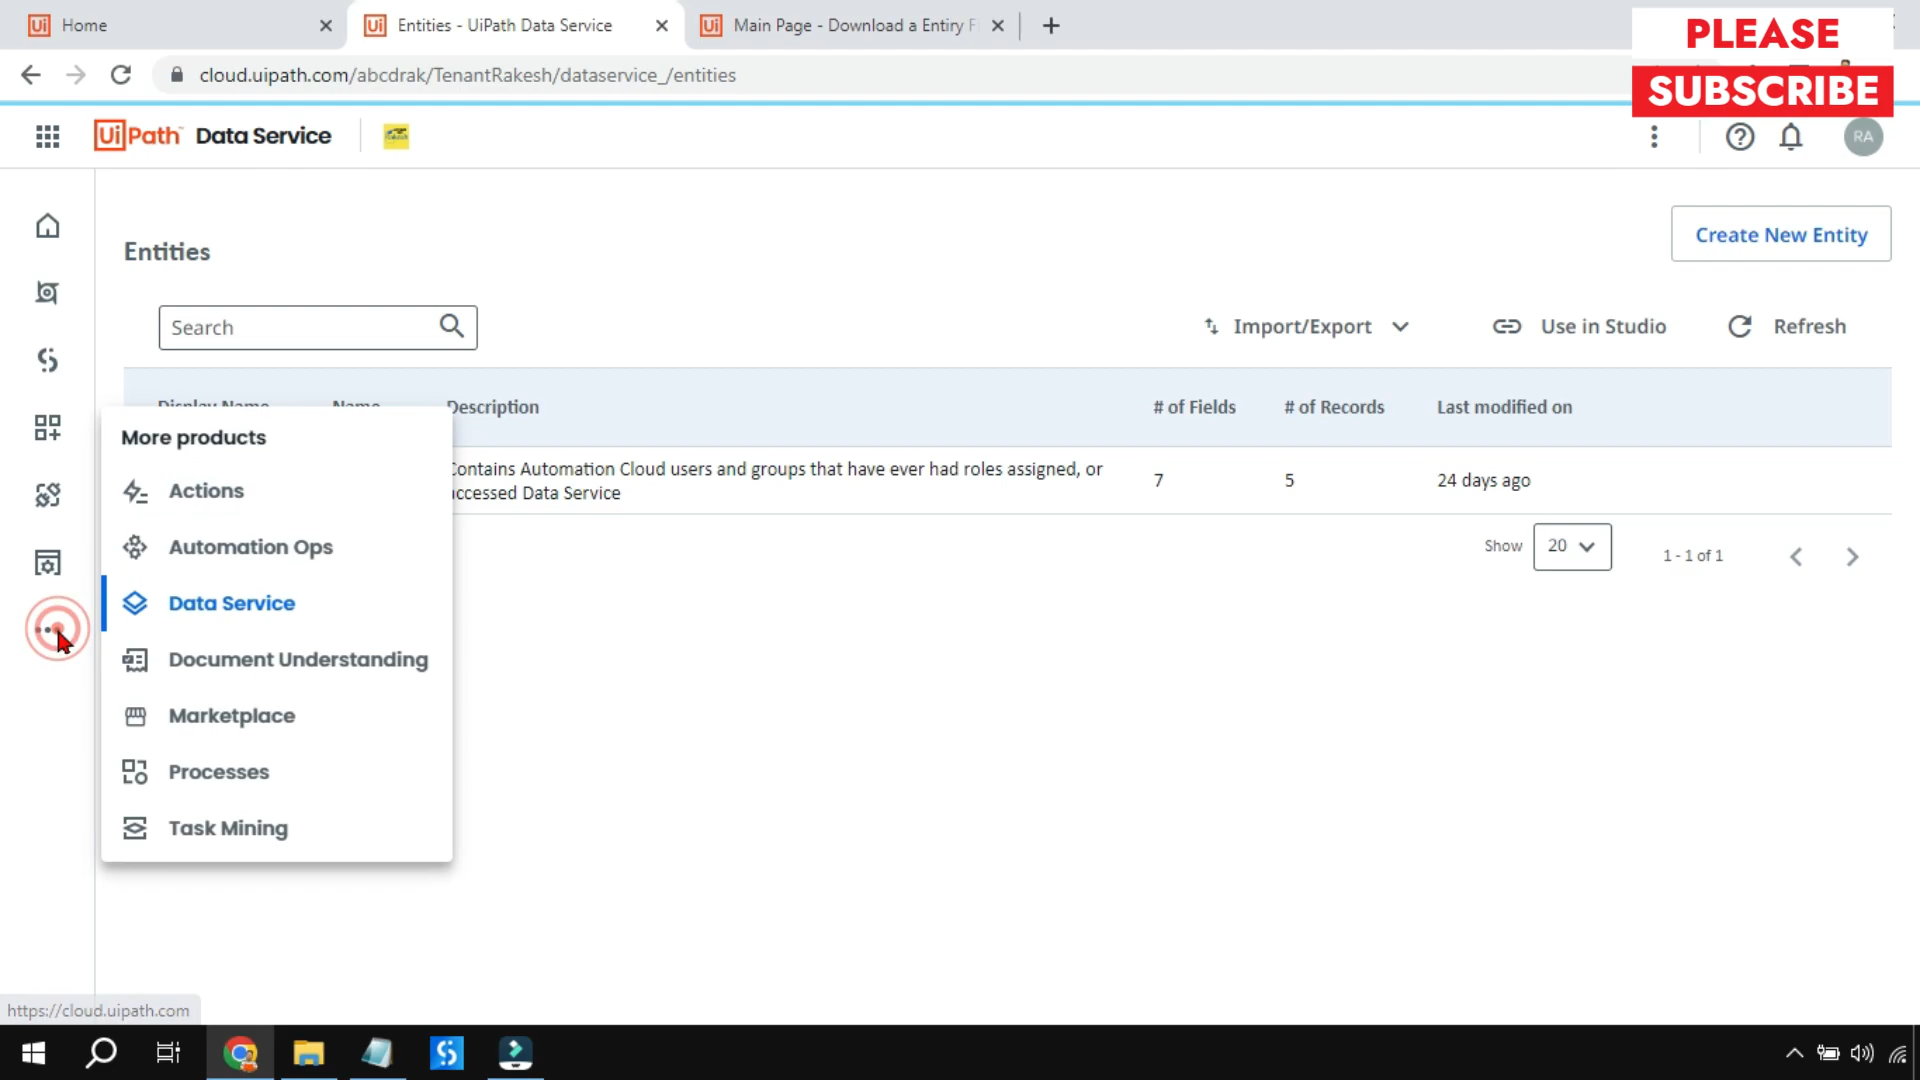 Home
Entities - UiPath Data Service
Main Page - Download a Entiry F
PLEASE
SUBSCRIBE
cloud.uipath.com/abcdrak/TenantRakesh/dataservice_/entities
UiPath Data Service
RA
Entities
Create New Entity
Search
Import/Export
Use in Studio
Refresh
Display Name
Name
Description
# of Fields
# of Records
Last modified on
Contains Automation Cloud users and groups that have ever had roles assigned, or
accessed Data Service
7
5
24 days ago
Show
20
1 - 1 of 1
More products
Actions
Automation Ops
Data Service
Document Understanding
Marketplace
Processes
Task Mining
https://cloud.uipath.com